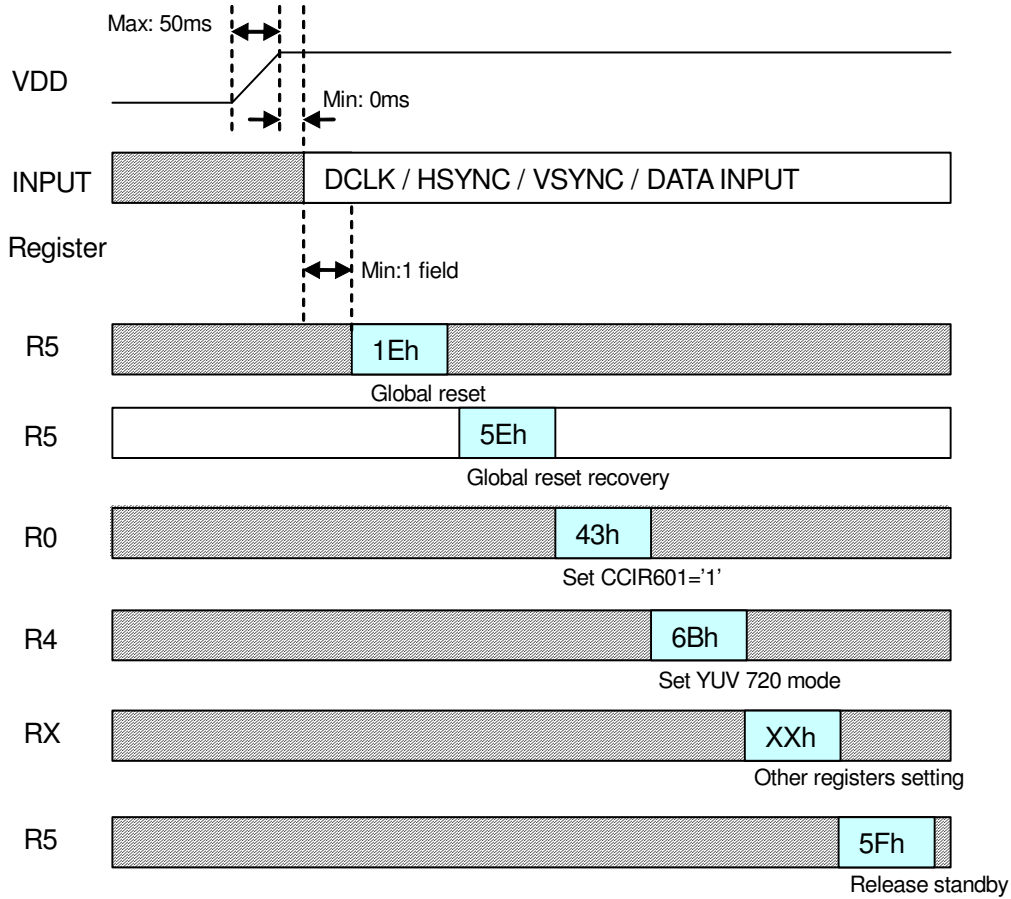 Max: 50ms
VDD
Min: 0ms
INPUT
DCLK / HSYNC / VSYNC / DATA INPUT
Register
Min:1 field
R5
1Eh
Global reset
R5
5Eh
Global reset recovery
R0
43h
Set CCIR601='1'
R4
6Bh
Set YUV 720 mode
RX
XXh
Other registers setting
R5
5Fh
Release standby